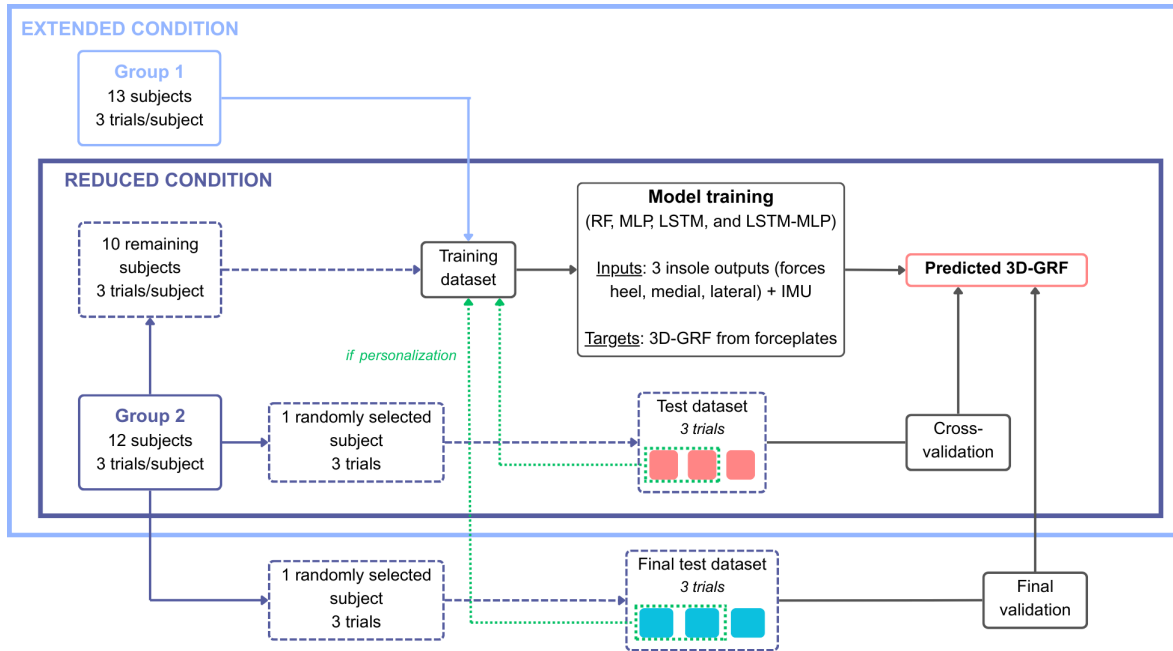 EXTENDED CONDITION
Group 1
13 subjects
3 trials/subject
REDUCED CONDITION
10 remaining
subjects
3 trials/subject
Training
dataset
Model training
(RF, MLP, LSTM, and LSTM-MLP)
Inputs: 3 insole outputs (forces
heel, medial, lateral) + IMU
Targets: 3D-GRF from forceplates
Predicted 3D-GRF
if personalization
Group 2
12 subjects
3 trials/subject
1 randomly selected
subject
3 trials
Test dataset
3 trials
Cross-
validation
1 randomly selected
subject
3 trials
Final test dataset
3 trials
Final
validation